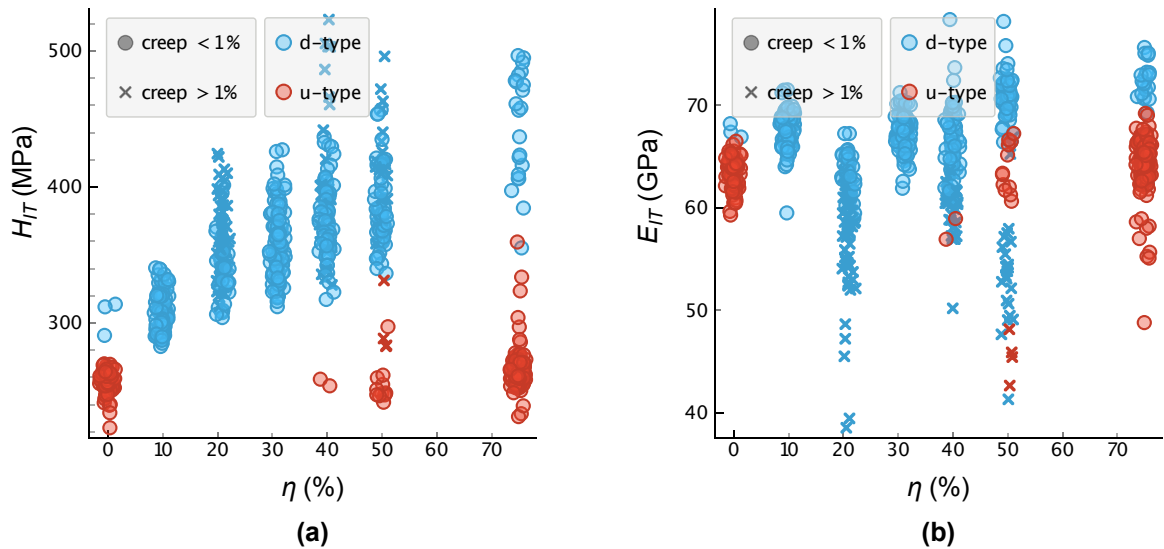 creep < 1%
d-type
creep > 1%
u-type
500
400
300
H_IT (MPa)
0 10 20 30 40 50 60 70
η (%)
(a)
creep < 1%
d-type
creep > 1%
u-type
70
60
50
40
E_IT (GPa)
0 10 20 30 40 50 60 70
η (%)
(b)